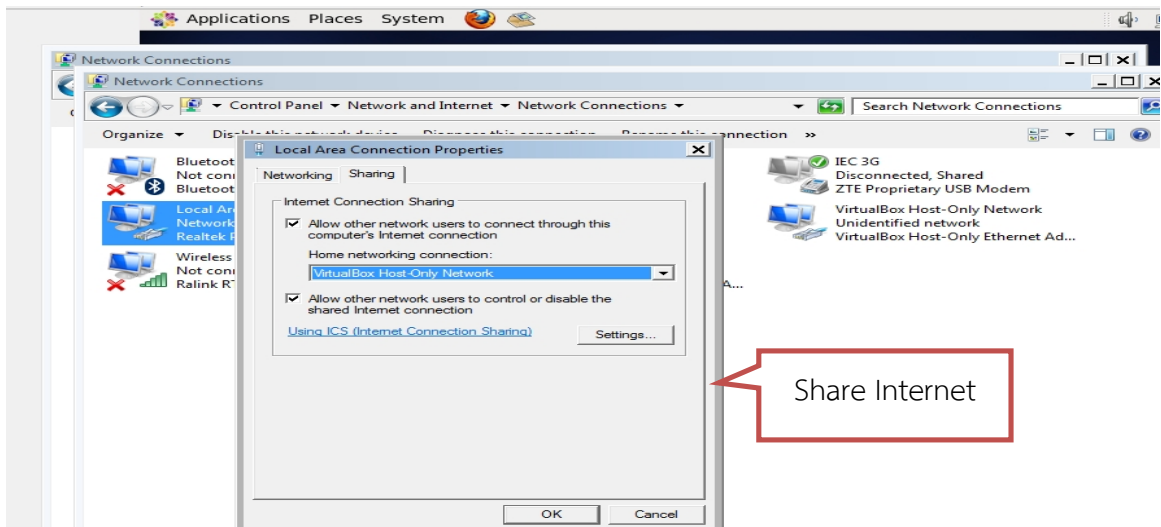 Applications Places System
Network Connections
Network Connections
Control Panel Network and Internet Network Connections
Search Network Connections
Organize
connection »
Local Area Connection Properties
Networking Sharing
Internet Connection Sharing
Allow other network users to connect through this
computer's Internet connection
Home networking connection:
VirtualBox Host-Only Network
Allow other network users to control or disable the
shared Internet connection
Using ICS (Internet Connection Sharing)
Settings...
OK Cancel
Bluetoot
Not con
Bluetoot
Local Ar
Network
Realtek
Wireless
Not con
Ralink
IEC 3G
Disconnected, Shared
ZTE Proprietary USB Modem
VirtualBox Host-Only Network
Unidentified network
VirtualBox Host-Only Ethernet Ad...
A...
Share Internet